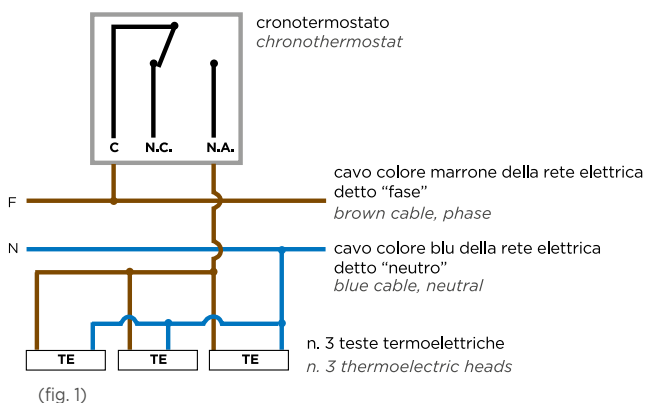 cronotermostato
chronothermostat
C N.C. N.A.
cavo colore marrone della rete elettrica
detto “fase”
brown cable, phase
F
N
cavo colore blu della rete elettrica
detto “neutro”
blue cable, neutral
n. 3 teste termoelettriche
n. 3 thermoelectric heads
TE TE TE
(fig. 1)